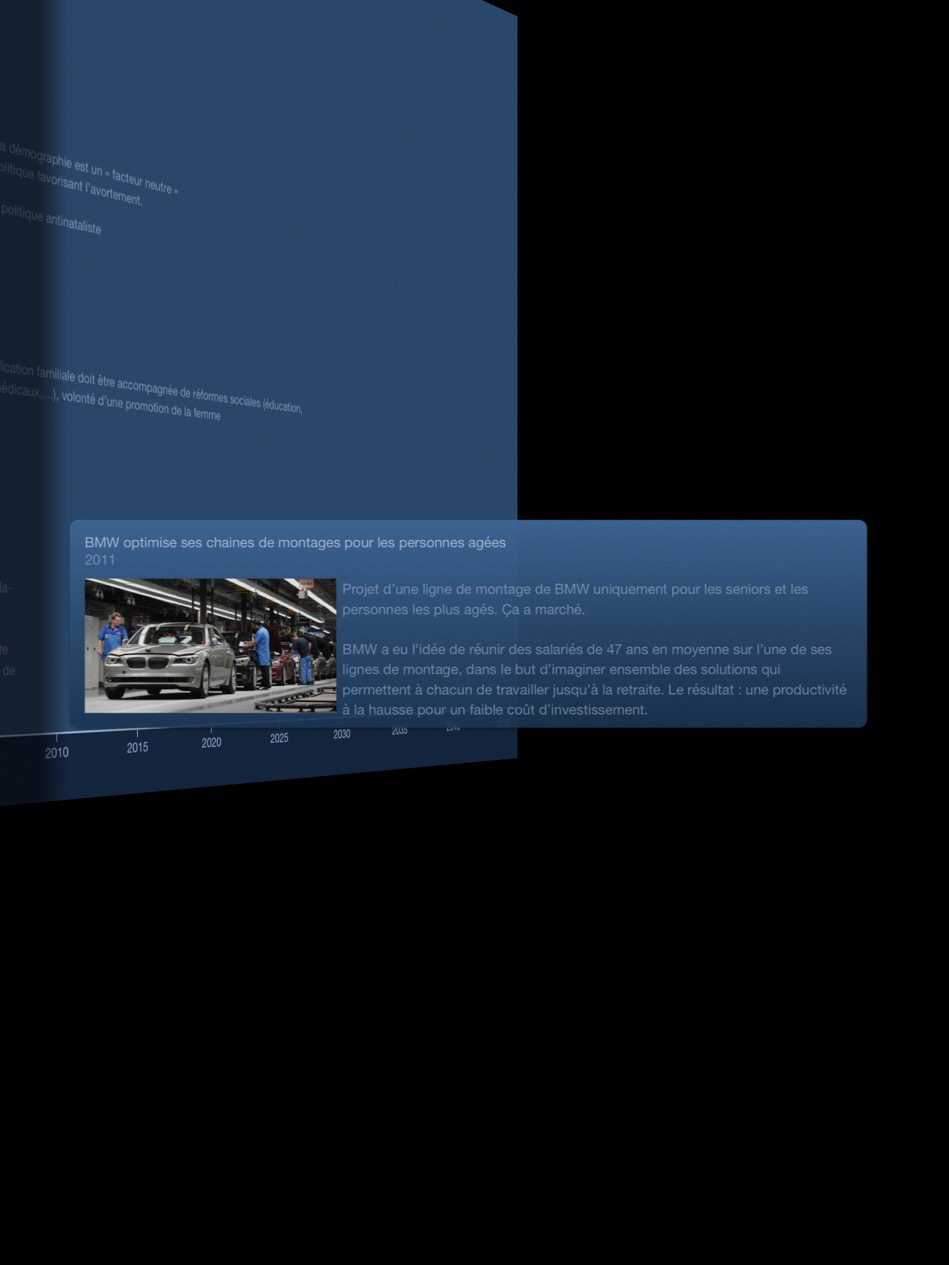 a démographie est un « facteur neutre »
olitique favorisant l'avortement.
politique antinataliste
fication familiale doit être accompagnée de réformes sociales (éducation,
médicaux,...), volonté d'une promotion de la femme
BMW optimise ses chaines de montages pour les personnes agées
2011
la-
Projet d'une ligne de montage de BMW uniquement pour les seniors et les
personnes les plus agés. Ça a marché.
te
BMW a eu l'idée de réunir des salariés de 47 ans en moyenne sur l'une de ses
de
lignes de montage, dans le but d'imaginer ensemble des solutions qui
permettent à chacun de travailler jusqu'à la retraite. Le résultat : une productivité
à la hausse pour un faible coût d'investissement.
2010 2015 2020 2025 2030 2035